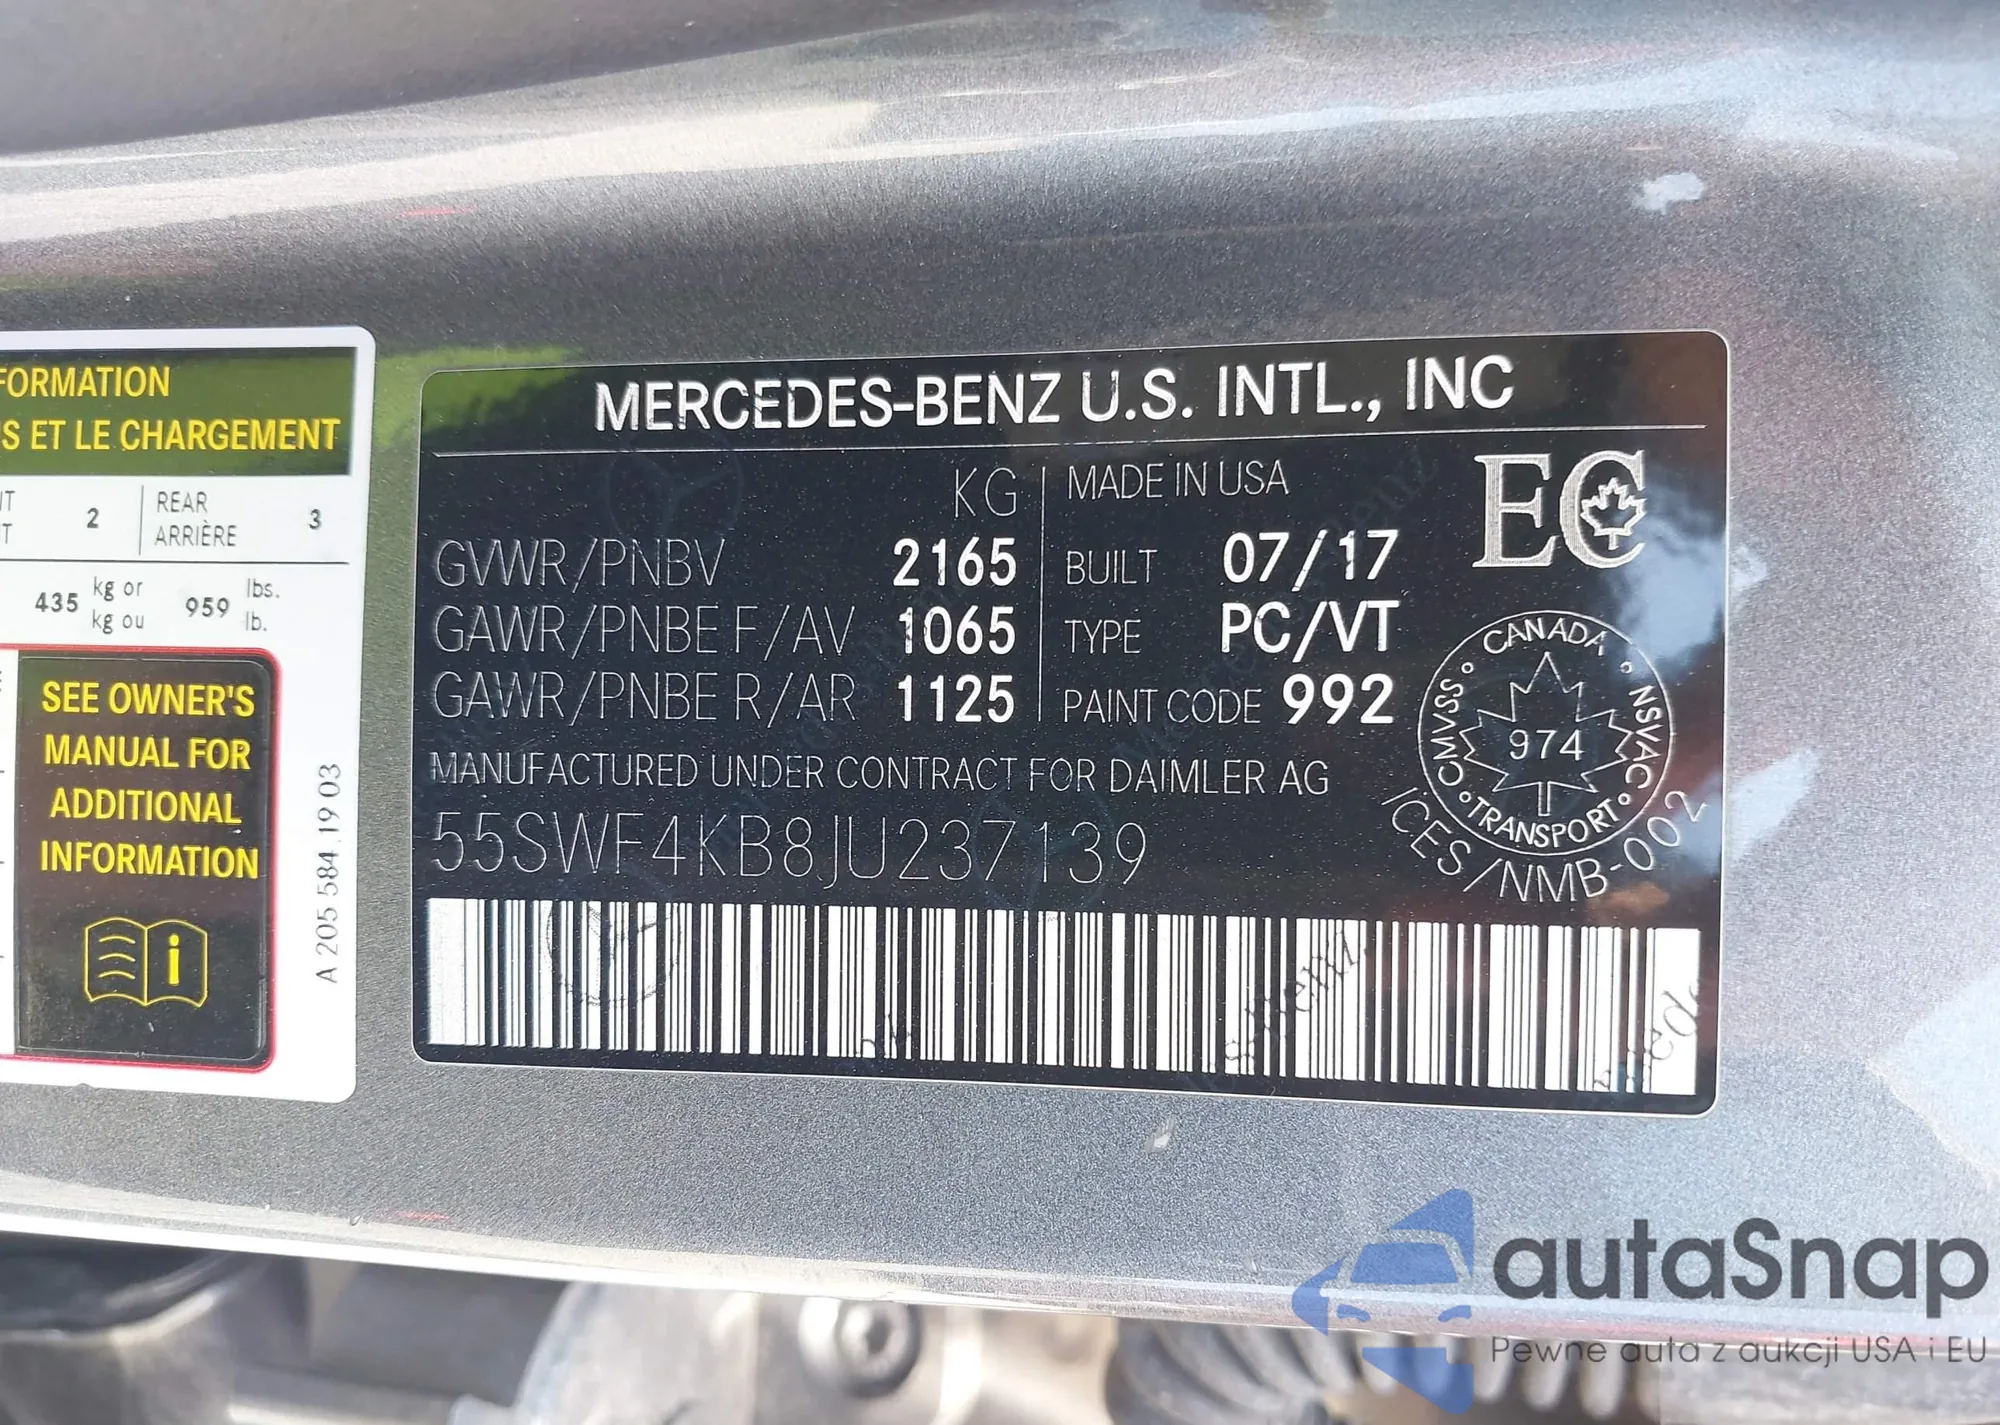 FORMATION
S ET LE CHARGEMENT
2
REAR
ARRIÈRE
3
435
kg or
kg ou
959
lbs.
lb.
SEE OWNER'S
MANUAL FOR
ADDITIONAL
INFORMATION
i
A 205 584 19 03
MERCEDES-BENZ U.S. INTL., INC
KG
GVWR/PNBV 2165
GAWR/PNBE F/AV 1065
GAWR/PNBE R/AR 1125
MADE IN USA
BUILT 07/17
TYPE PC/VT
PAINT CODE 992
EC
CANADA
CMVSS
NSVAC
974
TRANSPORT
ICES/NMB-002
MANUFACTURED UNDER CONTRACT FOR DAIMLER AG
55SWF4KB8JU237139
autaSnap
Pewne auta z aukcji USA i EU